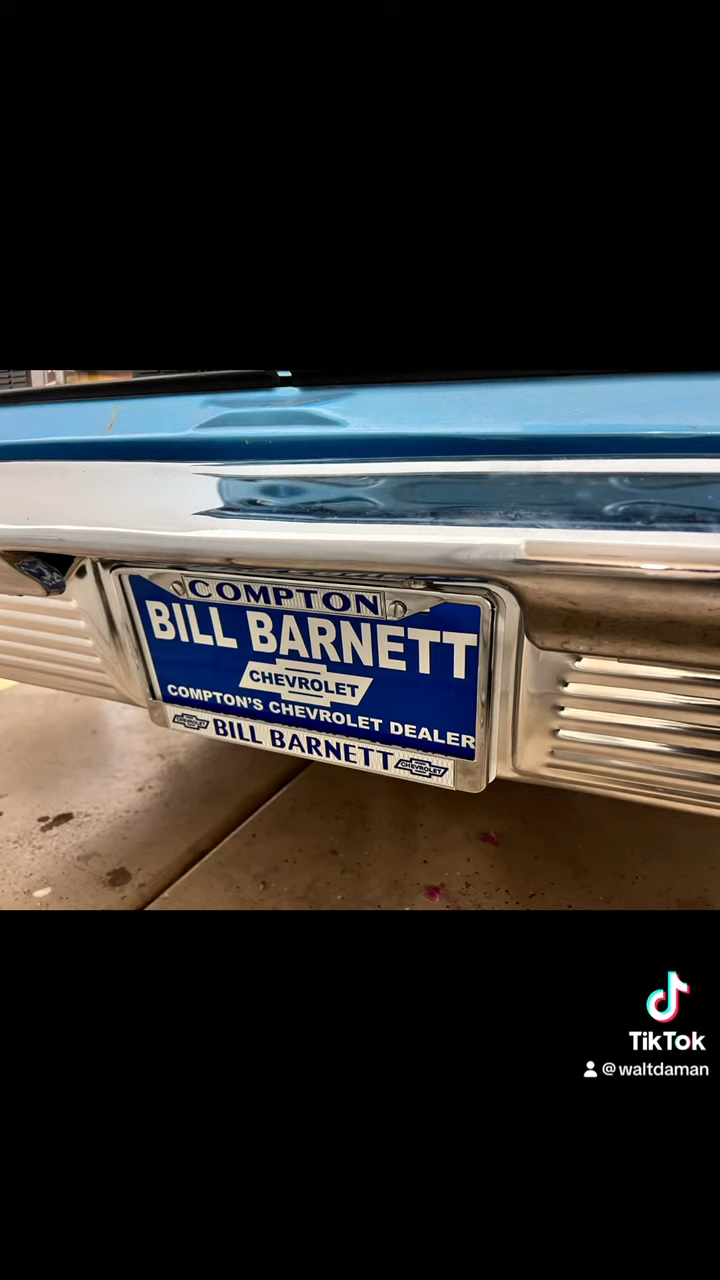 COMPTON
BILL BARNETT
CHEVROLET
COMPTON'S CHEVROLET DEALER
CHEVROLET BILL BARNETT CHEVROLET
TikTok
@waltdaman